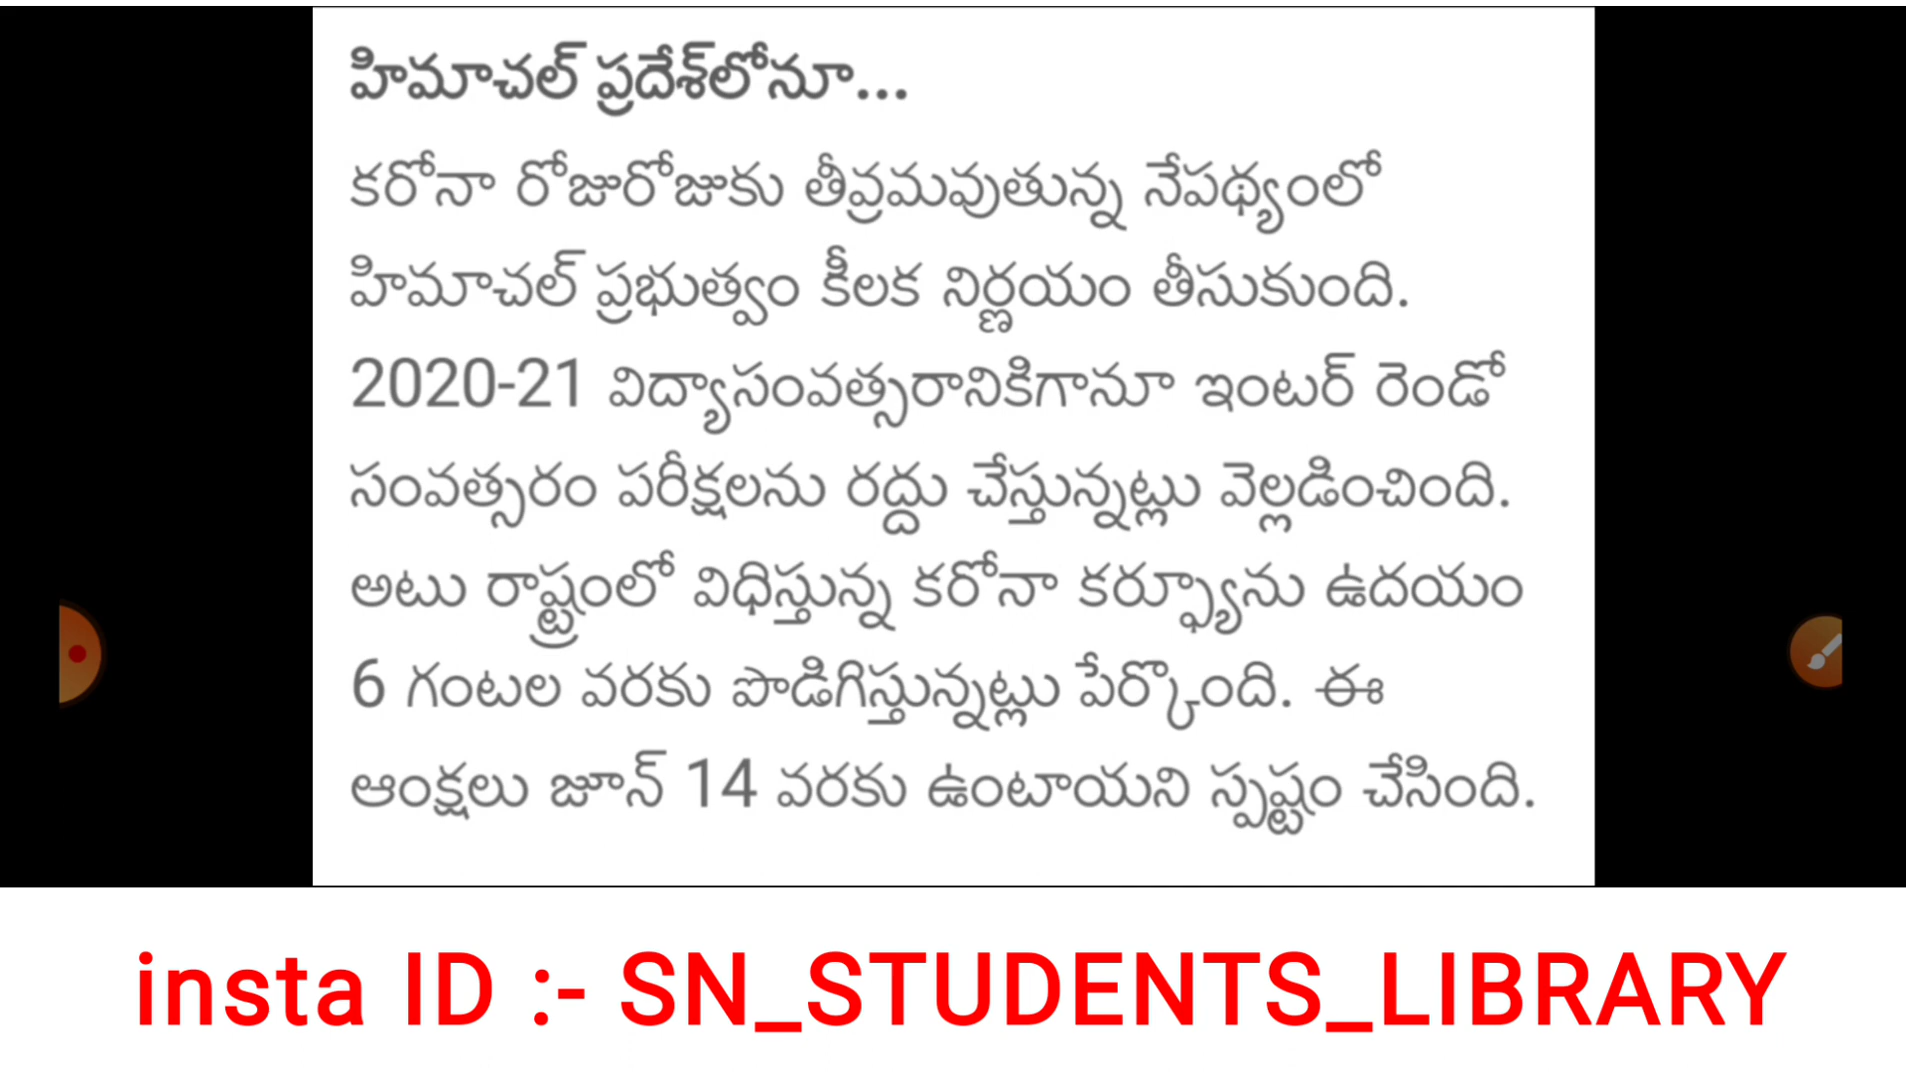 హిమాచల్ ప్రదేశ్‌లోనూ...
కరోనా రోజురోజుకు తీవ్రమవుతున్న నేపథ్యంలో
హిమాచల్ ప్రభుత్వం కీలక నిర్ణయం తీసుకుంది.
2020-21 విద్యాసంవత్సరానికిగానూ ఇంటర్ రెండో
సంవత్సరం పరీక్షలను రద్దు చేస్తున్నట్లు వెల్లడించింది.
అటు రాష్ట్రంలో విధిస్తున్న కరోనా కర్ఫ్యూను ఉదయం
6 గంటల వరకు పొడిగిస్తున్నట్లు పేర్కొంది. ఈ
ఆంక్షలు జూన్ 14 వరకు ఉంటాయని స్పష్టం చేసింది.
insta ID :- SN_STUDENTS_LIBRARY